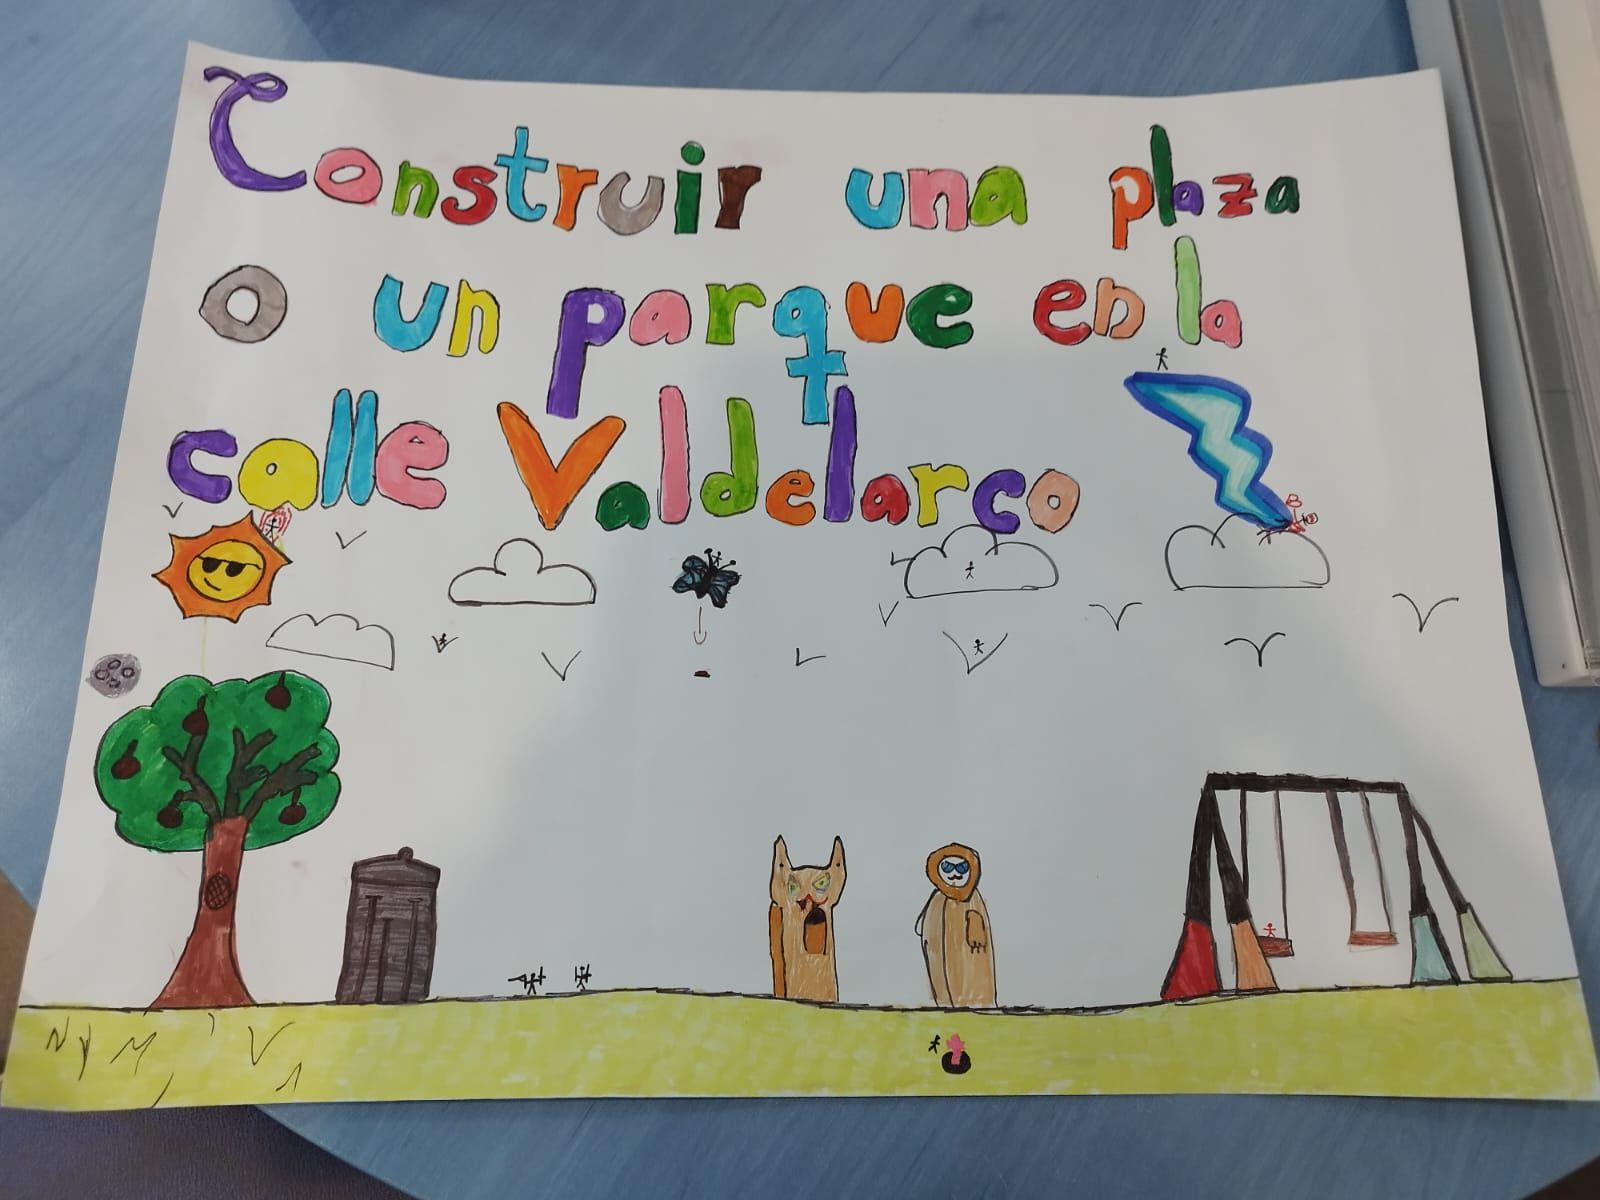 Construir una plaza
o un parque en la
calle Valdelarco